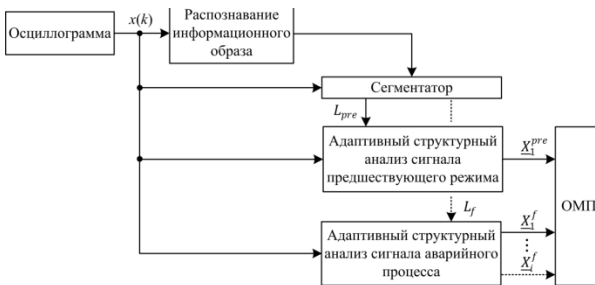 Осциллограмма
x(k)
Распознавание
информационного
образа
Сегментатор
L_pre
Адаптивный структурный
анализ сигнала
предшествующего режима
X_1^pre
ОМП
L_f
Адаптивный структурный
анализ сигнала аварийного
процесса
X_1^f
⋮
X_i^f